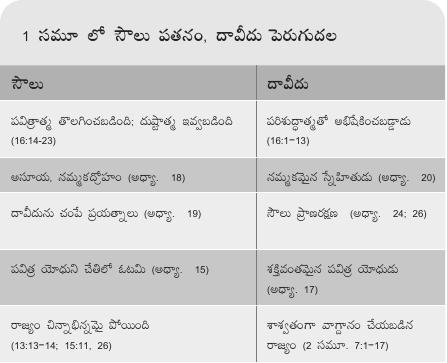 1 సమూ లో సౌలు పతనం, దావీదు పెరుగుదల
సౌలు
దావీదు
పవిత్రాత్మ తొలగించబడింది; దుష్టాత్మ ఇవ్వబడింది
(16:14-23)
పరిశుద్ధాత్మతో అభిషేకించబడ్డాడు
(16:1–13)
అసూయ, నమ్మకద్రోహం (అధ్యా. 18)
నమ్మకమైన స్నేహితుడు (అధ్యా. 20)
దావీదును చంపే ప్రయత్నాలు (అధ్యా. 19)
సౌలు ప్రాణరక్షణ (అధ్యా. 24; 26)
పవిత్ర యోధుని చేతిలో ఓటమి (అధ్యా. 15)
శక్తివంతమైన పవిత్ర యోధుడు
(అధ్యా. 17)
రాజ్యం చిన్నాభిన్నమై పోయింది
(13:13–14; 15:11, 26)
శాశ్వతంగా వాగ్దానం చేయబడిన
రాజ్యం (2 సమూ. 7:1–17)